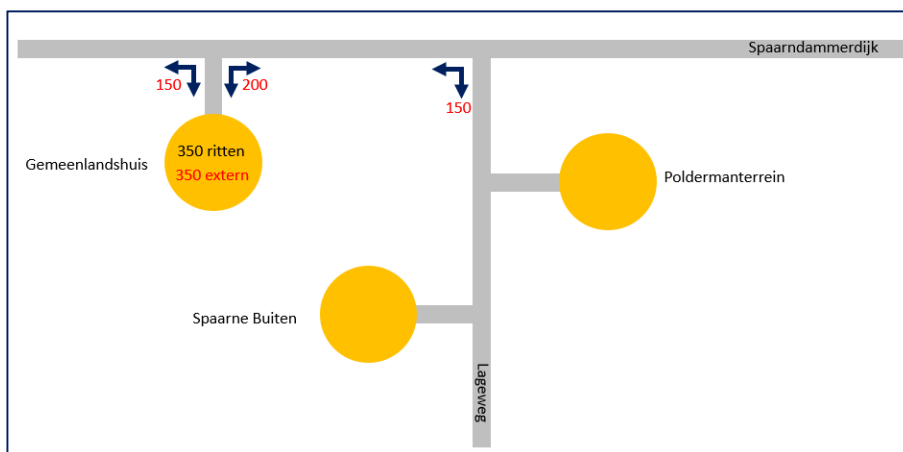 Spaarndammerdijk
150
200
150
350 ritten
350 extern
Gemeenlandshuis
Poldermanterrein
Spaarne Buiten
Lageweg